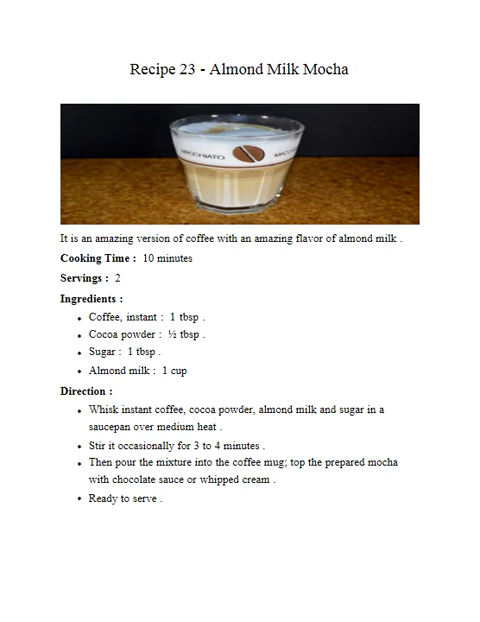 Recipe 23 - Almond Milk Mocha
MACCHIATO
It is an amazing version of coffee with an amazing flavor of almond milk .
Cooking Time : 10 minutes
Servings : 2
Ingredients :
• Coffee, instant : 1 tbsp .
• Cocoa powder : ½ tbsp .
• Sugar : 1 tbsp .
• Almond milk : 1 cup
Direction :
• Whisk instant coffee, cocoa powder, almond milk and sugar in a
saucepan over medium heat .
• Stir it occasionally for 3 to 4 minutes .
• Then pour the mixture into the coffee mug; top the prepared mocha
with chocolate sauce or whipped cream .
• Ready to serve .